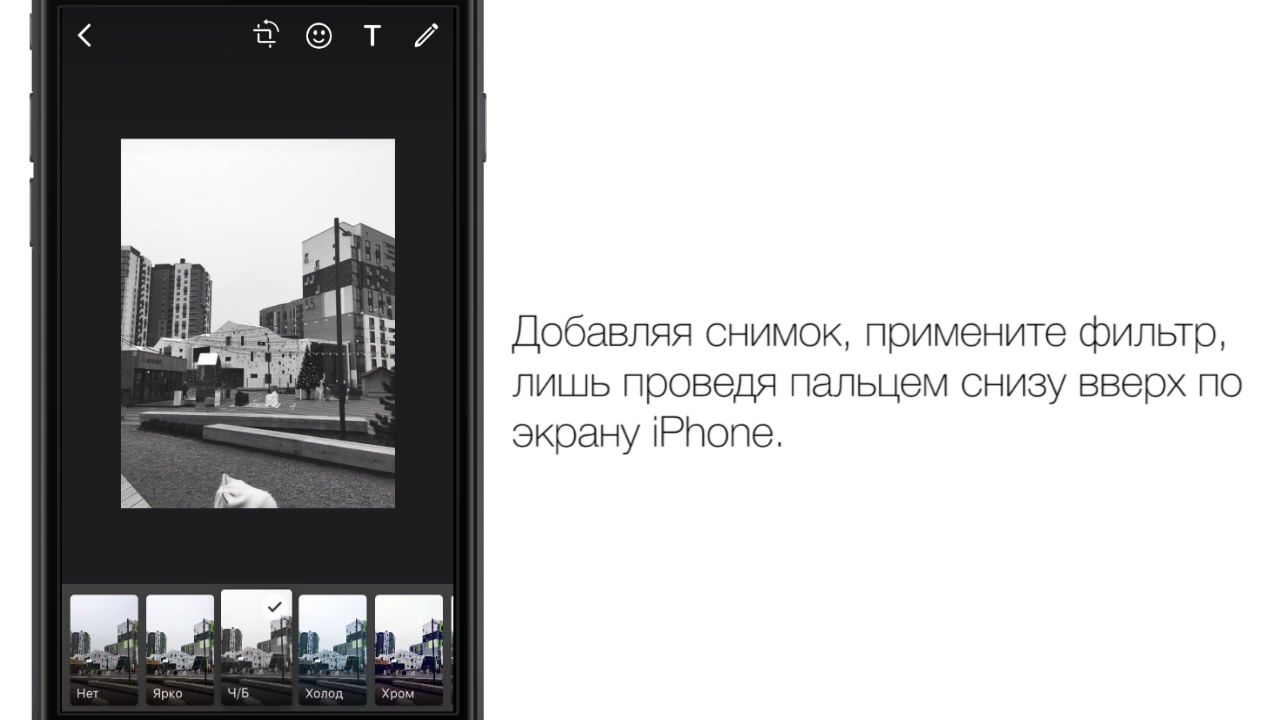 T
Добавляя снимок, примените фильтр,
лишь проведя пальцем снизу вверх по
экрану iPhone.
Нет
Ярко
Ч/Б
Холод
Хром